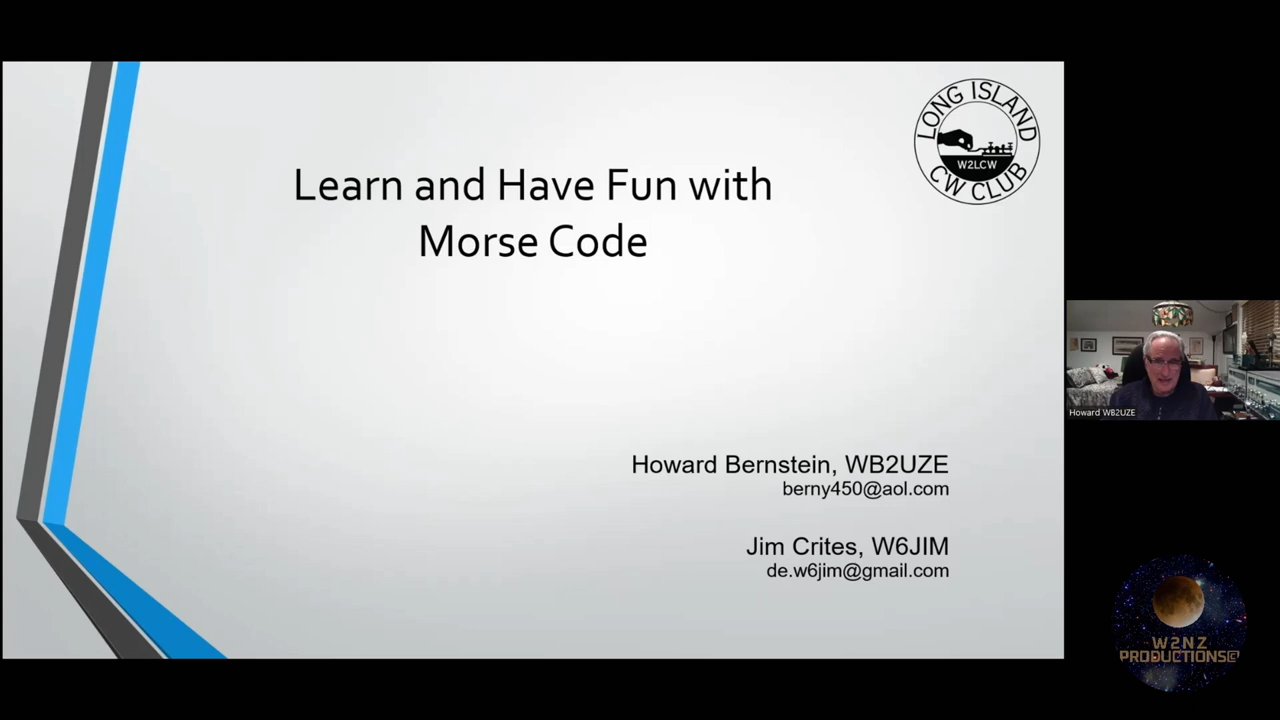 Learn and Have Fun with
Morse Code
LONG ISLAND
W2LCW
CW CLUB
Howard Bernstein, WB2UZE
berny450@aol.com
Jim Crites, W6JIM
de.w6jim@gmail.com
Howard WB2UZE
W2NZ
PRODUCTIONS©